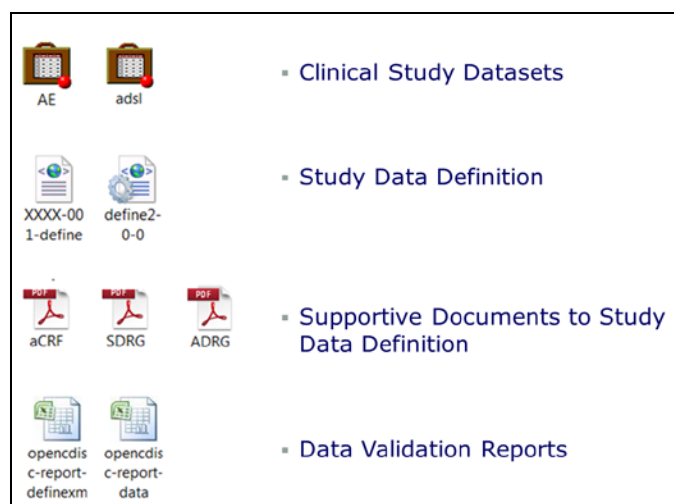 AE adsl
Clinical Study Datasets
XXXX-00
1-define
define2-
0-0
Study Data Definition
PDF PDF PDF
aCRF SDRG ADRG
Supportive Documents to Study
Data Definition
opencdis
c-report-
definexm
opencdis
c-report-
data
Data Validation Reports